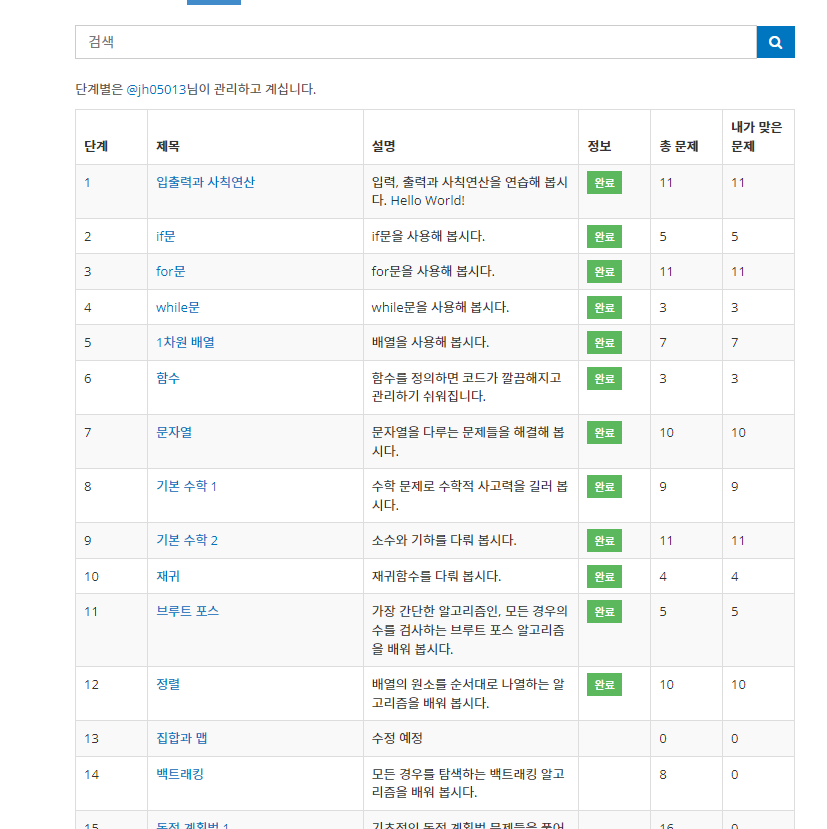 검색
단계별은 @jh05013님이 관리하고 계십니다.
단계 제목 설명 정보 총 문제 내가 맞은
문제
1 입출력과 사칙연산 입력, 출력과 사칙연산을 연습해 봅시 완료 11 11
다. Hello World!
2 if문 if문을 사용해 봅시다. 완료 5 5
3 for문 for문을 사용해 봅시다. 완료 11 11
4 while문 while문을 사용해 봅시다. 완료 3 3
5 1차원 배열 배열을 사용해 봅시다. 완료 7 7
6 함수 함수를 정의하면 코드가 깔끔해지고 완료 3 3
관리하기 쉬워집니다.
7 문자열 문자열을 다루는 문제들을 해결해 봅 완료 10 10
시다.
8 기본 수학 1 수학 문제로 수학적 사고력을 길러 봅 완료 9 9
시다.
9 기본 수학 2 소수와 기하를 다뤄 봅시다. 완료 11 11
10 재귀 재귀함수를 다뤄 봅시다. 완료 4 4
11 브루트 포스 가장 간단한 알고리즘인, 모든 경우의 완료 5 5
수를 검사하는 브루트 포스 알고리즘
을 배워 봅시다.
12 정렬 배열의 원소를 순서대로 나열하는 알 완료 10 10
고리즘을 배워 봅시다.
13 집합과 맵 수정 예정 0 0
14 백트래킹 모든 경우를 탐색하는 백트래킹 알고 8 0
리즘을 배워 봅시다.
15 동적 계획법 1 기초적인 동적 계획법 문제들을 풀어 16 0